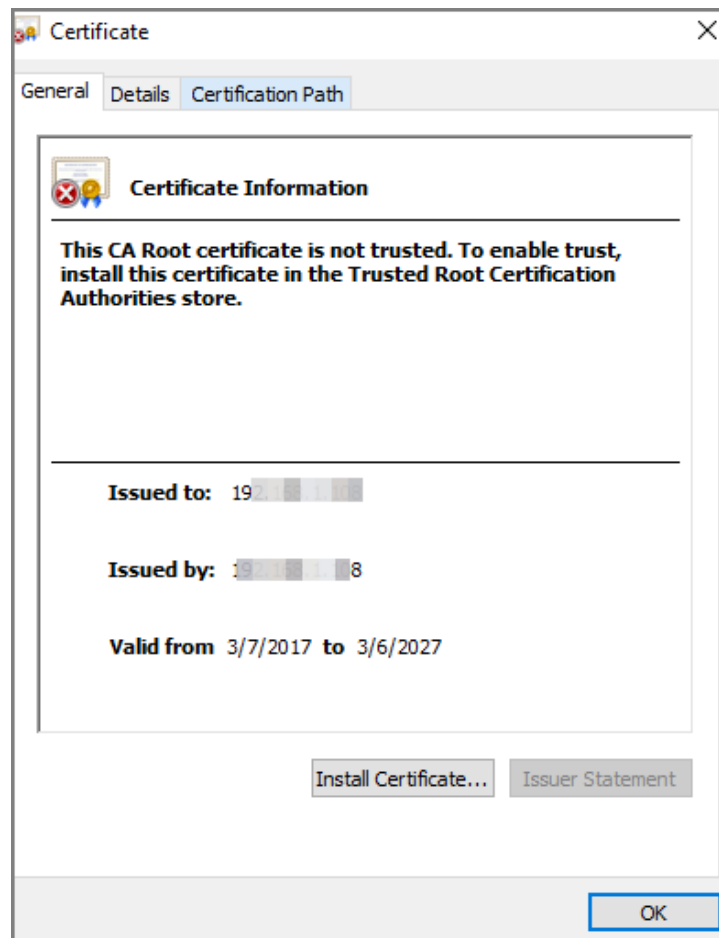 Certificate
General Details Certification Path
Certificate Information
This CA Root certificate is not trusted. To enable trust,
install this certificate in the Trusted Root Certification
Authorities store.
Issued to:
Issued by:
Valid from 3/7/2017 to 3/6/2027
Install Certificate... Issuer Statement
OK